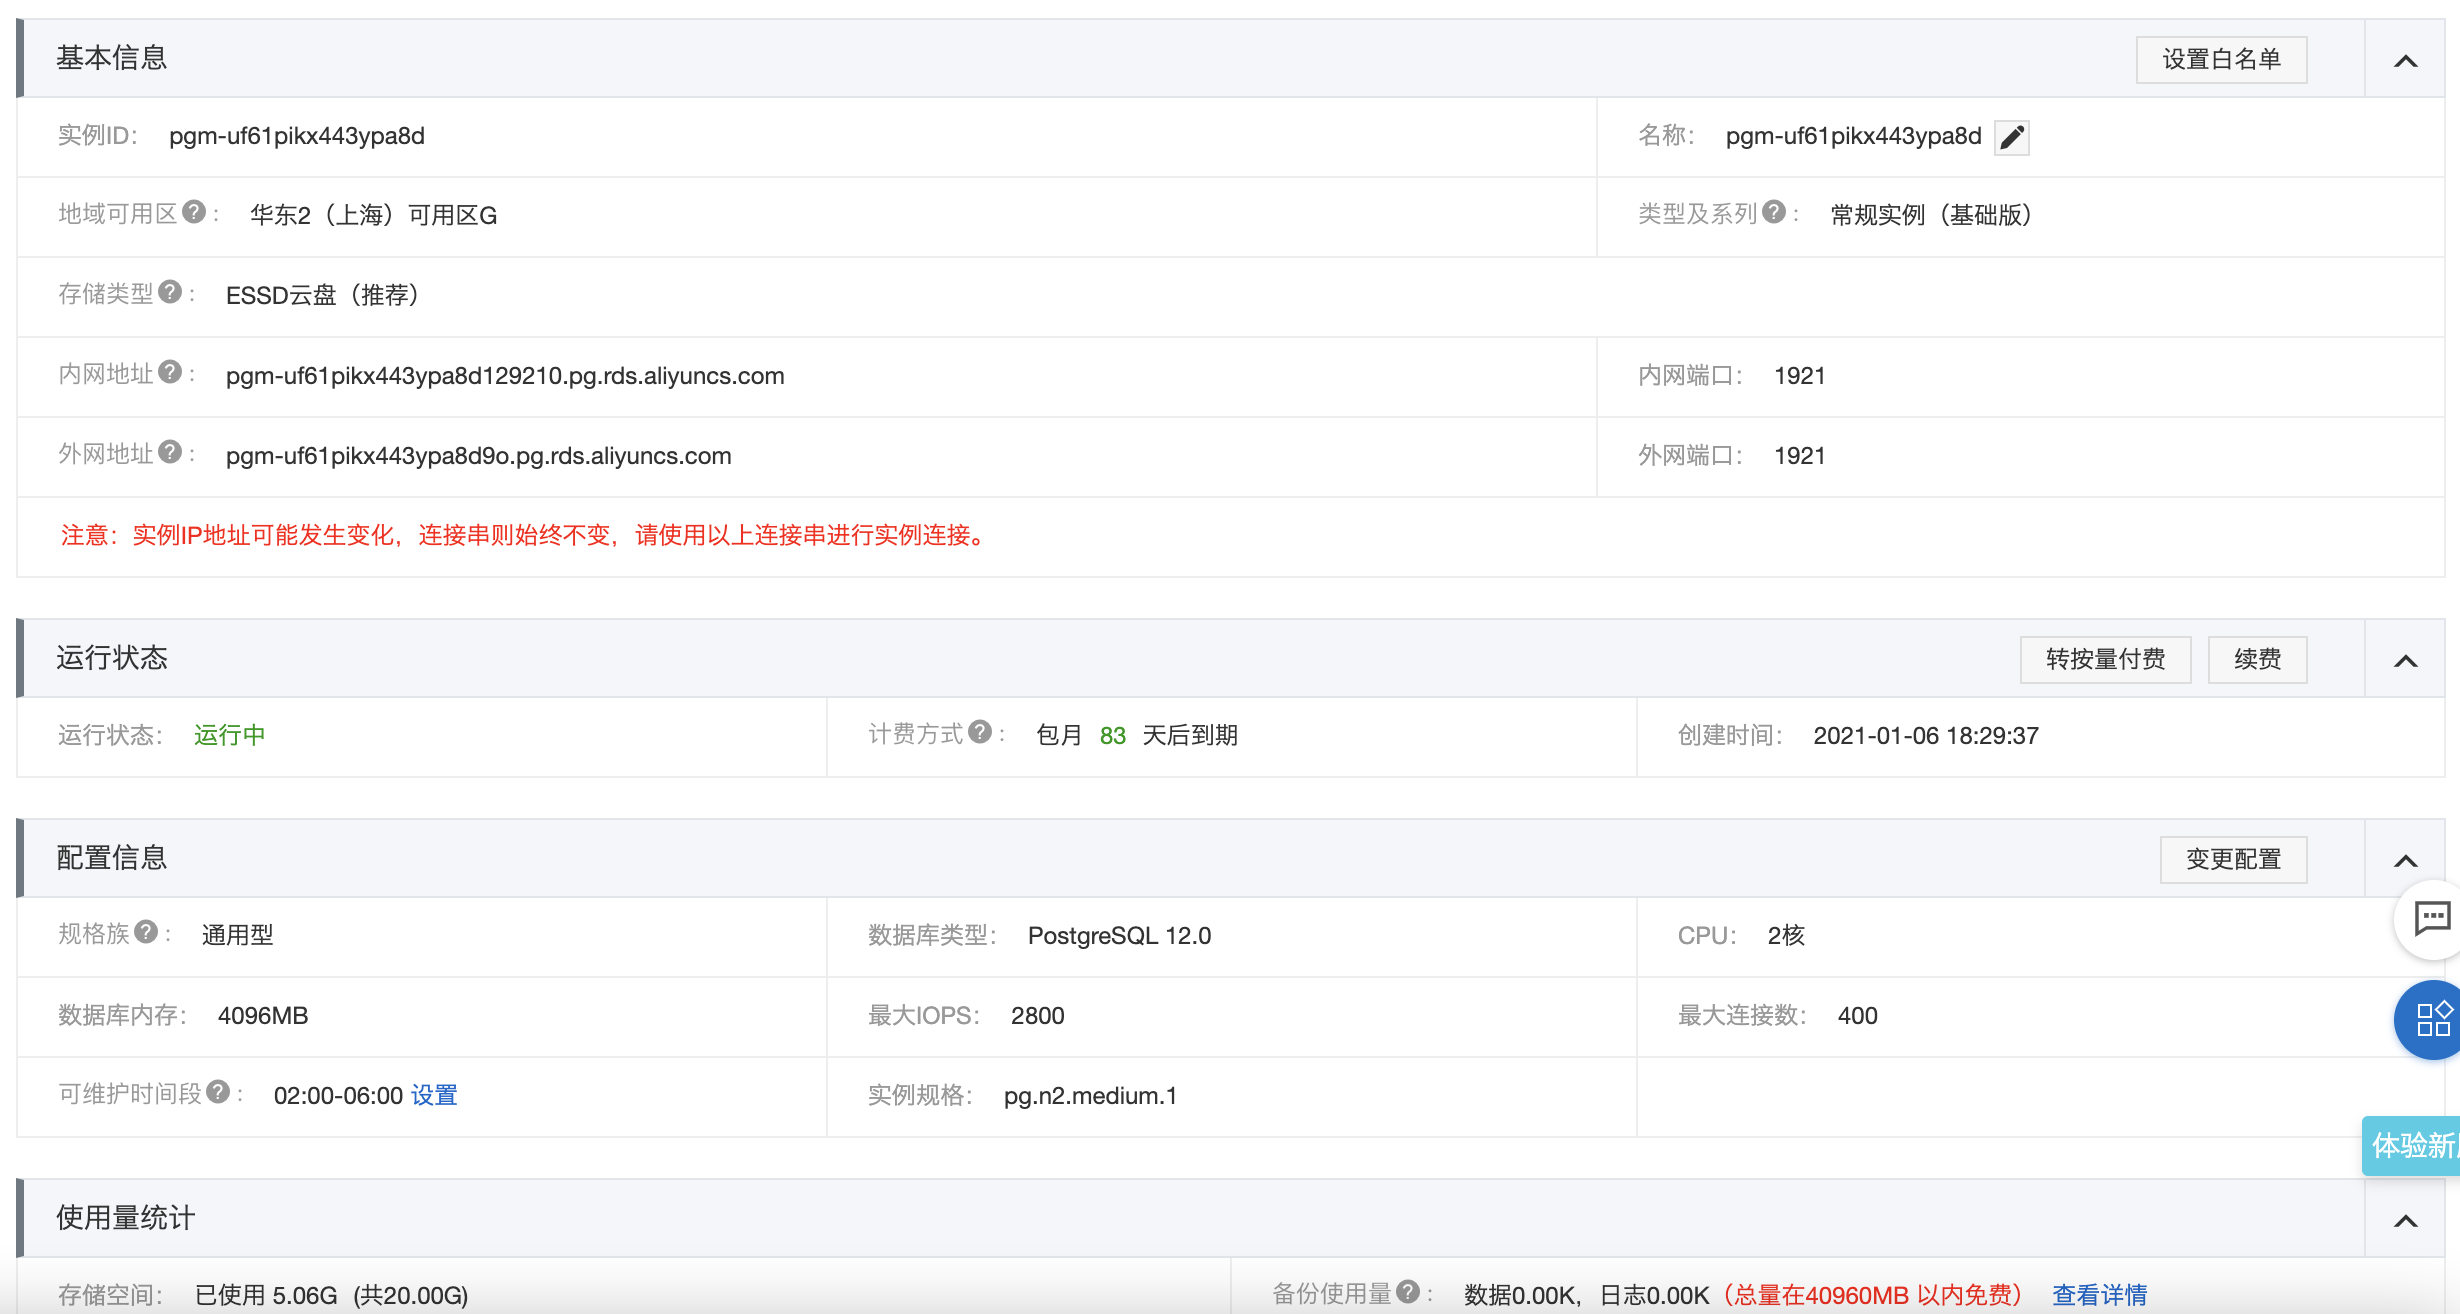 基本信息 设置白名单
实例ID： pgm-uf61pikx443ypa8d 名称： pgm-uf61pikx443ypa8d
地域可用区 ? ： 华东2（上海）可用区G 类型及系列 ? ： 常规实例（基础版）
存储类型 ? ： ESSD云盘（推荐）
内网地址 ? ： pgm-uf61pikx443ypa8d129210.pg.rds.aliyuncs.com 内网端口： 1921
外网地址 ? ： pgm-uf61pikx443ypa8d9o.pg.rds.aliyuncs.com 外网端口： 1921
注意：实例IP地址可能发生变化，连接串则始终不变，请使用以上连接串进行实例连接。
运行状态 转按量付费 续费
运行状态： 运行中 计费方式 ? ： 包月 83 天后到期 创建时间： 2021-01-06 18:29:37
配置信息 变更配置
规格族 ? ： 通用型 数据库类型： PostgreSQL 12.0 CPU： 2核
数据库内存： 4096MB 最大IOPS： 2800 最大连接数： 400
可维护时间段 ? ： 02:00-06:00 设置 实例规格： pg.n2.medium.1
体验新
使用量统计
存储空间： 已使用 5.06G (共20.00G) 备份使用量 ? ： 数据0.00K，日志0.00K（总量在40960MB 以内免费） 查看详情